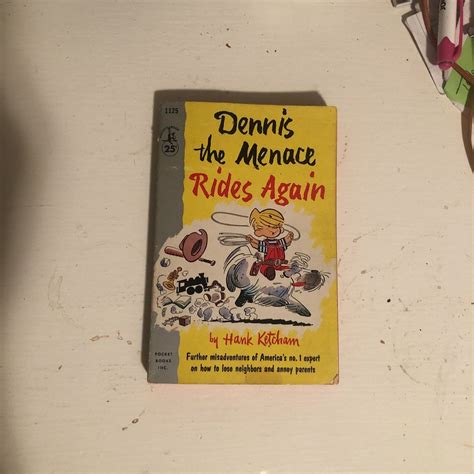 1125
25¢
Dennis
the Menace
Rides Again
by Hank Ketcham
Further misadventures of America's no. 1 expert
on how to lose neighbors and annoy parents
POCKET
BOOKS
INC.